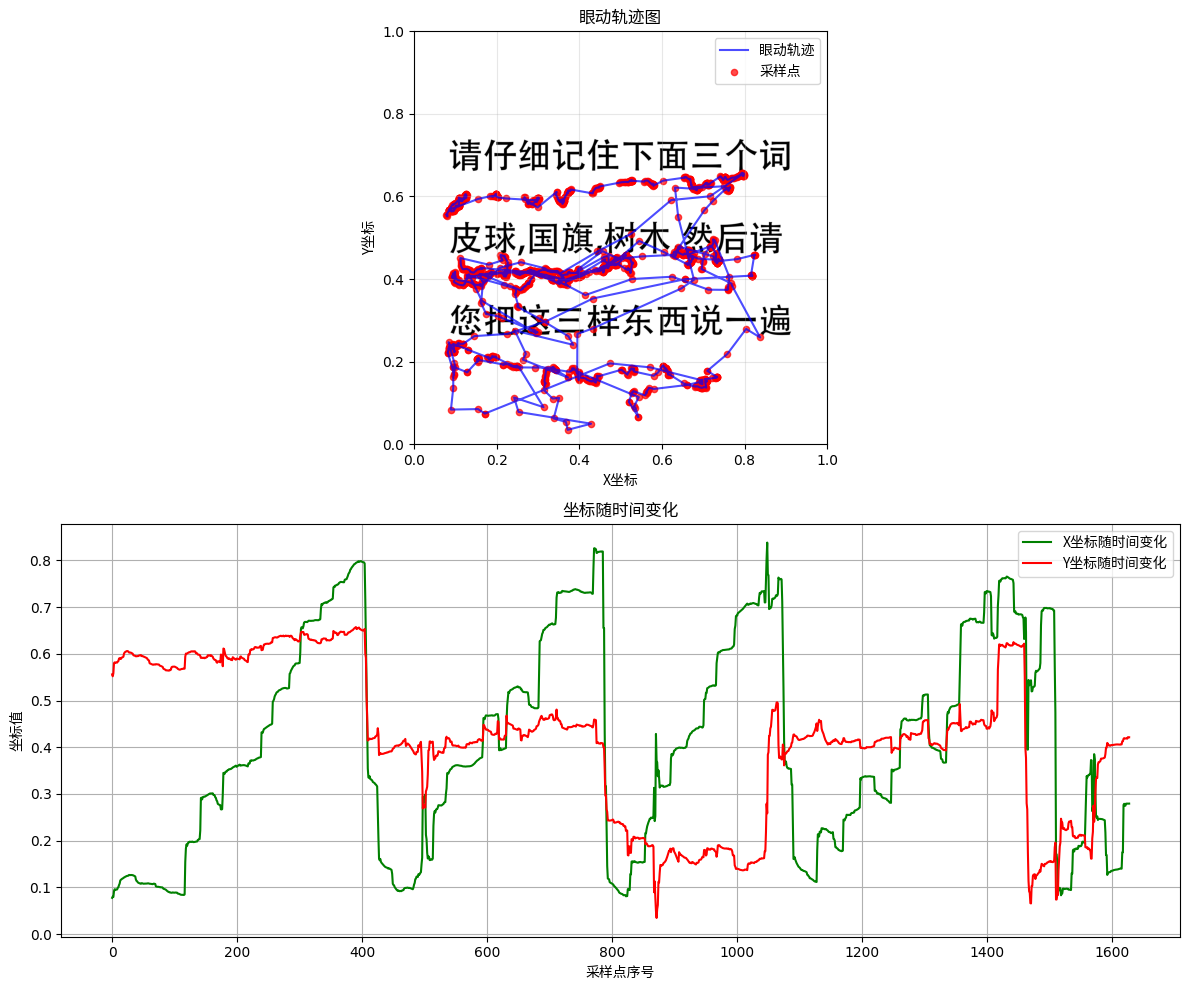 眼动轨迹图
1.0
眼动轨迹
采样点
0.8
请仔细记住下面三个词
0.6
Y坐标
皮球,国旗,树木,然后请
0.4
您把这三样东西说一遍
0.2
0.0
0.0 0.2 0.4 0.6 0.8 1.0
X坐标
坐标随时间变化
X坐标随时间变化
Y坐标随时间变化
0.8
0.7
0.6
0.5
坐标值
0.4
0.3
0.2
0.1
0.0
0 200 400 600 800 1000 1200 1400 1600
采样点序号